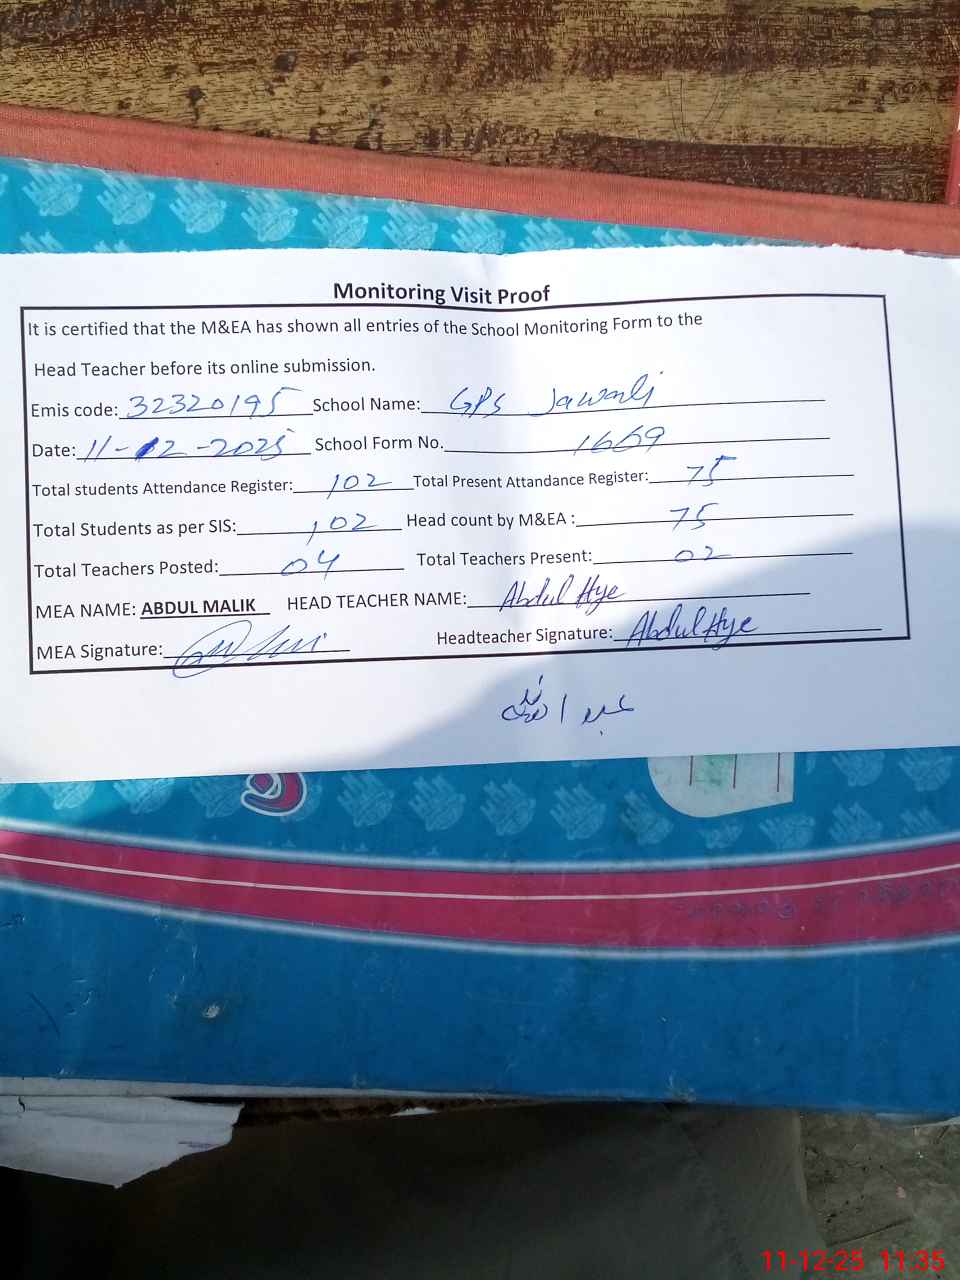 Monitoring Visit Proof
It is certified that the M&EA has shown all entries of the School Monitoring Form to the
Head Teacher before its online submission.
Emis code: 32320195 School Name: GPS Jawanli
Date: 11-12-2025 School Form No. 1669
Total students Attendance Register: 102 Total Present Attandance Register: 75
Total Students as per SIS: 102 Head count by M&EA : 75
Total Teachers Posted: 04 Total Teachers Present: 02
MEA NAME: ABDUL MALIK HEAD TEACHER NAME: Abdul Hye
MEA Signature: Headteacher Signature: Abdul Hye
11-12-25 11:35